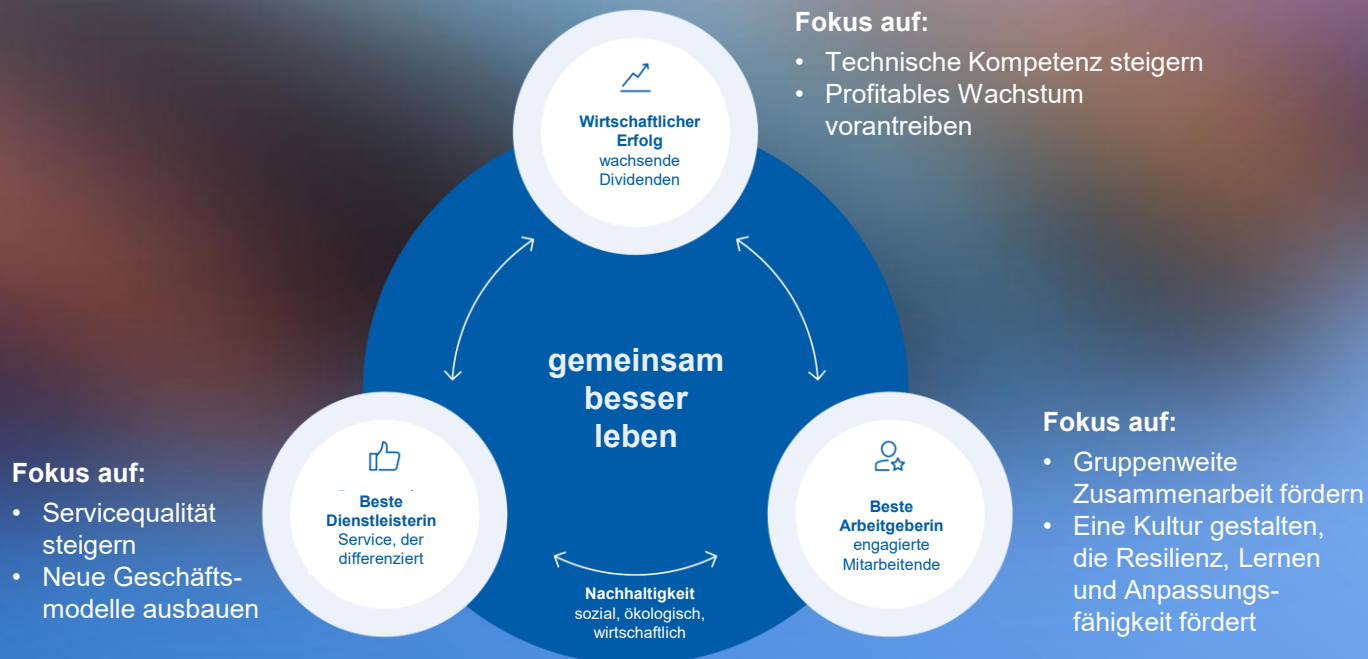 Fokus auf:
• Technische Kompetenz steigern
• Profitables Wachstum
vorantreiben
Wirtschaftlicher
Erfolg
wachsende
Dividenden
gemeinsam
besser
leben
Fokus auf:
• Servicequalität
steigern
• Neue Geschäfts-
modelle ausbauen
Beste
Dienstleisterin
Service, der
differenziert
Nachhaltigkeit
sozial, ökologisch,
wirtschaftlich
Beste
Arbeitgeberin
engagierte
Mitarbeitende
Fokus auf:
• Gruppenweite
Zusammenarbeit fördern
• Eine Kultur gestalten,
die Resilienz, Lernen
und Anpassungs-
fähigkeit fördert